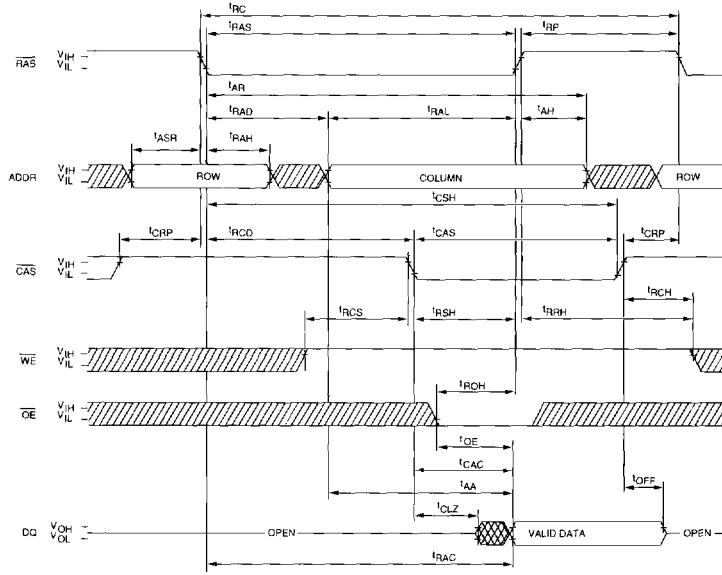 tRC
tRAS
tRP
RAS VIH VIL
tAR
tRAD
tRAL
tAH
tASR
tRAH
ADDR VIH VIL
ROW
COLUMN
ROW
tCSH
tCRP
tRCD
tCAS
tCRP
CAS VIH VIL
tRCH
tRCS
tRSH
tRRH
WE VIH VIL
tROH
OE VIH VIL
tOE
tCAC
tOFF
tAA
tCLZ
DQ VOH VOL
OPEN
VALID DATA
OPEN
tRAC